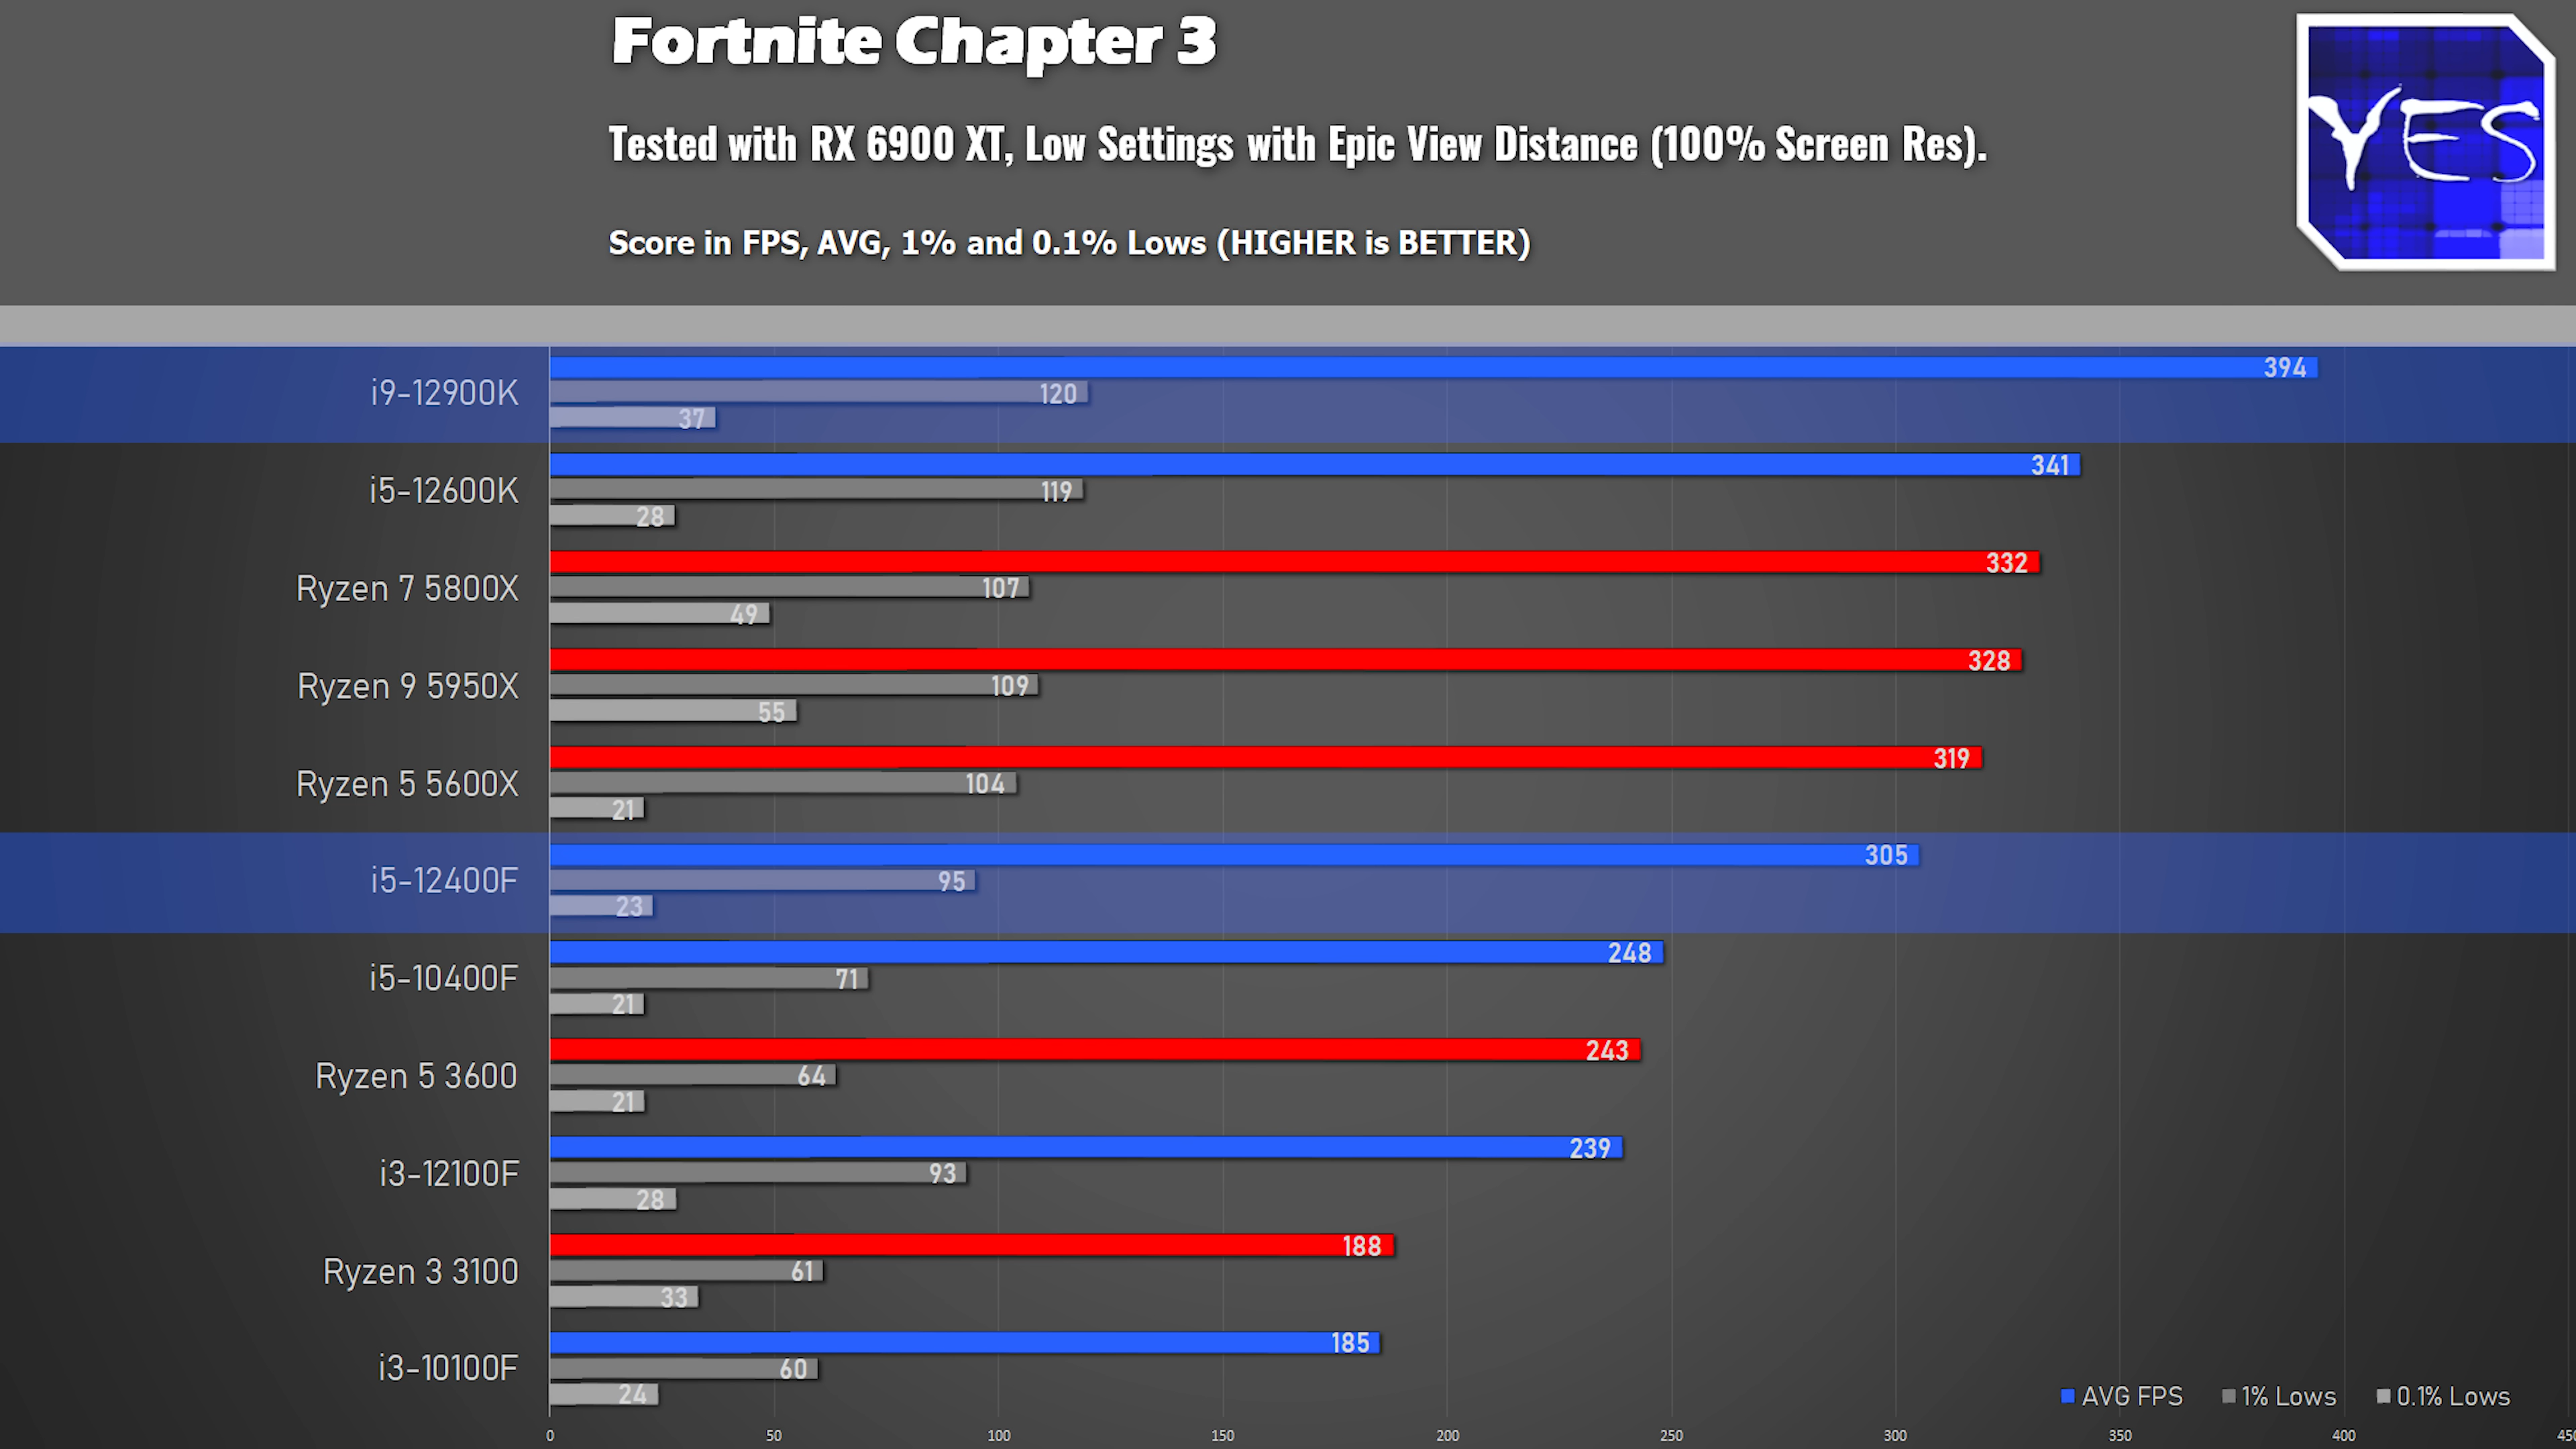 Fortnite Chapter 3
Tested with RX 6900 XT, Low Settings with Epic View Distance (100% Screen Res).
Score in FPS, AVG, 1% and 0.1% Lows (HIGHER is BETTER)
YES
i9-12900K
394
120
37
i5-12600K
341
119
28
Ryzen 7 5800X
332
107
49
Ryzen 9 5950X
328
109
55
Ryzen 5 5600X
319
104
21
i5-12400F
305
95
23
i5-10400F
248
71
21
Ryzen 5 3600
243
64
21
i3-12100F
239
93
28
Ryzen 3 3100
188
61
33
i3-10100F
185
60
24
AVG FPS 1% Lows 0.1% Lows
0 50 100 150 200 250 300 350 400